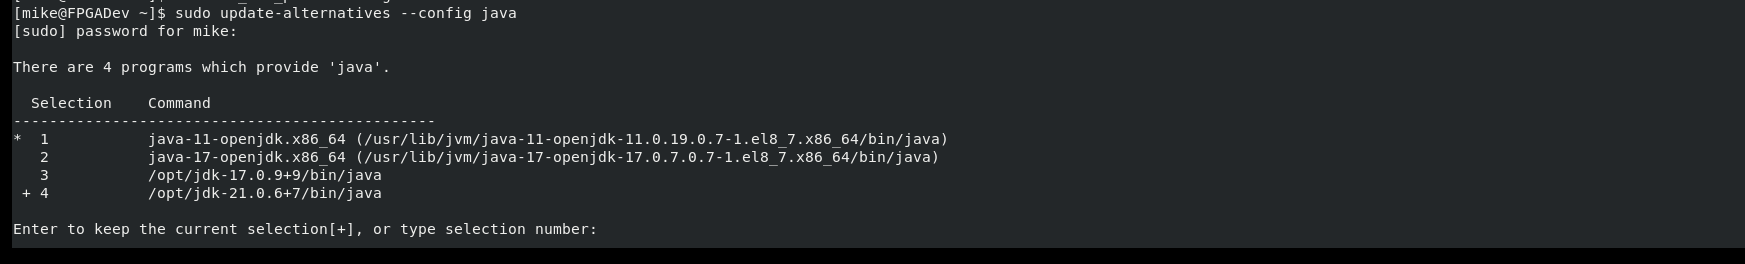 [mike@FPGADev ~]$ sudo update-alternatives --config java
[sudo] password for mike:
There are 4 programs which provide 'java'.
  Selection    Command
-----------------------------------------------
*  1           java-11-openjdk.x86_64 (/usr/lib/jvm/java-11-openjdk-11.0.19.0.7-1.el8_7.x86_64/bin/java)
   2           java-17-openjdk.x86_64 (/usr/lib/jvm/java-17-openjdk-17.0.7.0.7-1.el8_7.x86_64/bin/java)
   3           /opt/jdk-17.0.9+9/bin/java
 + 4           /opt/jdk-21.0.6+7/bin/java
Enter to keep the current selection[+], or type selection number: